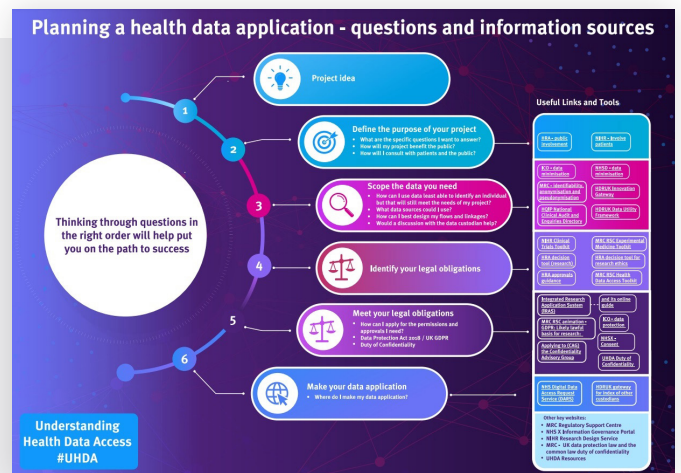 Planning a health data application - questions and information sources
1
Project idea
2
Define the purpose of your project
• What are the specific questions I want to answer?
• How will my project benefit the public?
• How will I consult with patients and the public?
3
Scope the data you need
• How can I use data least able to identify an individual
but that will still meet the needs of my project?
• What data sources could I use?
• How can I best design my flows and linkages?
• Would a discussion with the data custodian help?
Thinking through questions in
the right order will help put
you on the path to success
4
Identify your legal obligations
5
Meet your legal obligations
• How can I apply for the permissions and
approvals I need?
• Data Protection Act 2018 / UK GDPR
• Duty of Confidentiality
6
Make your data application
• Where do I make my data application?
Understanding
Health Data Access
#UHDA
Useful Links and Tools
HRA - public
involvement
NIHR - Involve
patients
ICO - data
minimisation
NHSD - data
minimisation
MRC - identifiability,
anonymisation and
pseudonymisation
HDRUK Innovation
Gateway
HQIP National
Clinical Audit and
Enquiries Directory
HDRUK Data Utility
Framework
NIHR Clinical
Trials Toolkit
MRC RSC Experimental
Medicine Toolkit
HRA decision
tool (research)
HRA decision tool for
research ethics
HRA approvals
guidance
MRC RSC Health
Data Access Toolkit
Integrated Research
Application System
(IRAS)
and its online
guide
MRC RSC animation -
GDPR: Likely lawful
basis for research:
ICO - data
protection
NHSX -
Consent
Applying to (CAG)
the Confidentiality
Advisory Group
UHDA Duty of
Confidentiality
NHS Digital Data
Access Request
Service (DARS)
HDRUK gateway
for index of other
custodians
Other key websites:
• MRC Regulatory Support Centre
• NHS X Information Governance Portal
• NIHR Research Design Service
• MRC - UK data protection law and the
common law duty of confidentiality
• UHDA Resources